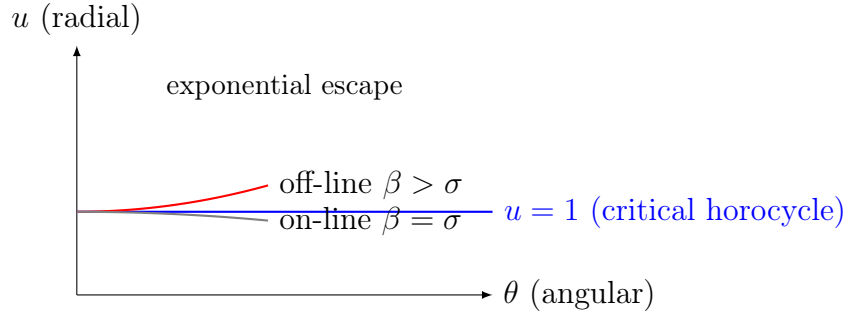 u (radial)
exponential escape
off-line β > σ
u = 1 (critical horocycle)
on-line β = σ
θ (angular)